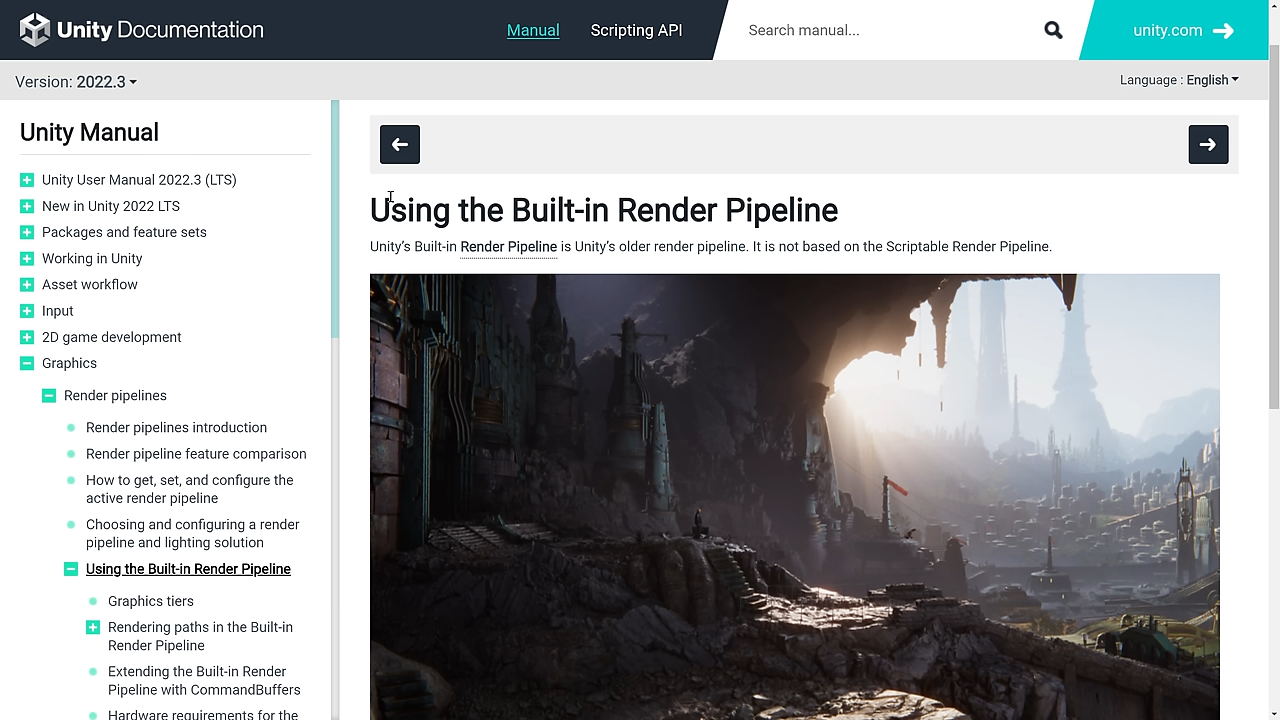 Unity Documentation
Manual
Scripting API
Search manual...
unity.com
Version: 2022.3
Language : English
Unity Manual
Unity User Manual 2022.3 (LTS)
New in Unity 2022 LTS
Packages and feature sets
Working in Unity
Asset workflow
Input
2D game development
Graphics
Render pipelines
Render pipelines introduction
Render pipeline feature comparison
How to get, set, and configure the
active render pipeline
Choosing and configuring a render
pipeline and lighting solution
Using the Built-in Render Pipeline
Graphics tiers
Rendering paths in the Built-in
Render Pipeline
Extending the Built-in Render
Pipeline with CommandBuffers
Hardware requirements for the
Using the Built-in Render Pipeline
Unity’s Built-in Render Pipeline is Unity’s older render pipeline. It is not based on the Scriptable Render Pipeline.